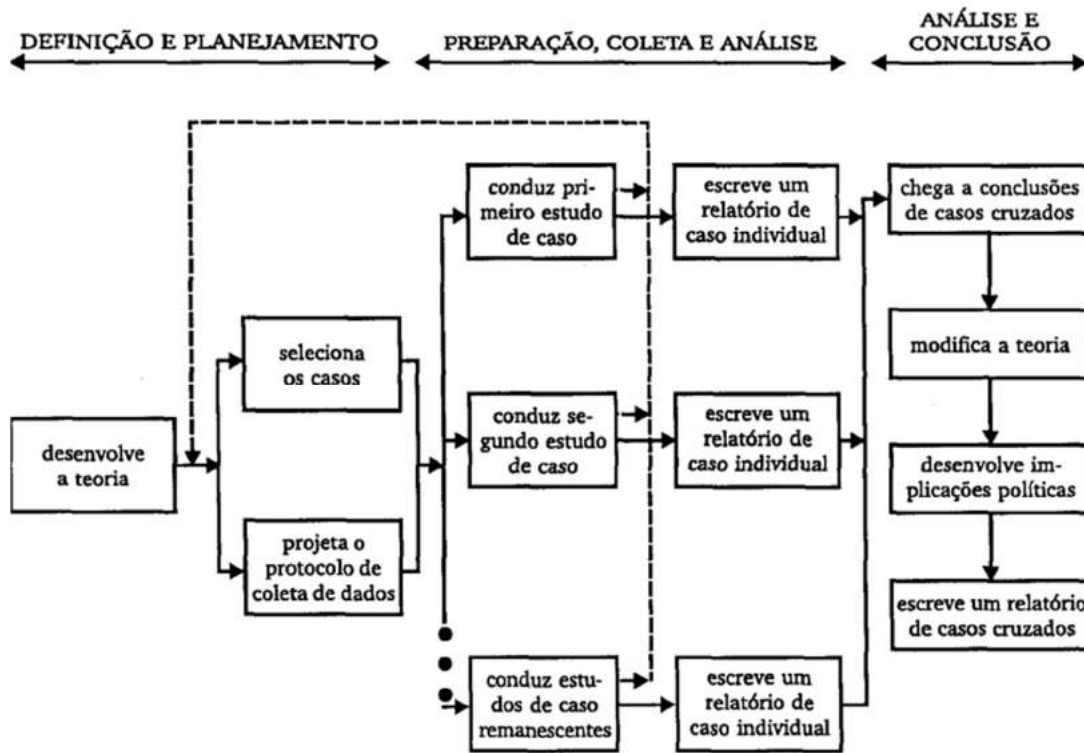 DEFINIÇÃO E PLANEJAMENTO
PREPARAÇÃO, COLETA E ANÁLISE
ANÁLISE E
CONCLUSÃO
desenvolve
a teoria
seleciona
os casos
projeta o
protocolo de
coleta de dados
conduz pri-
meiro estudo
de caso
escreve um
relatório de
caso individual
conduz se-
gundo estudo
de caso
escreve um
relatório de
caso individual
conduz estu-
dos de caso
remanescentes
escreve um
relatório de
caso individual
chega a conclusões
de casos cruzados
modifica a teoria
desenvolve im-
plicações políticas
escreve um relatório
de casos cruzados